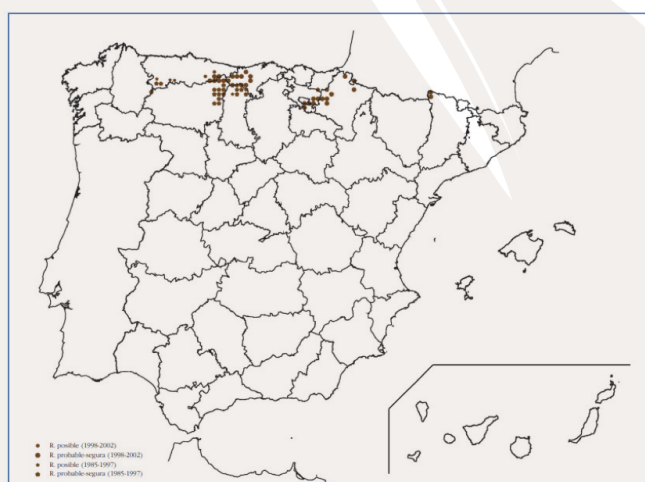 R. posible (1998-2002)
R. probable-segura (1998-2002)
R. posible (1985-1997)
R. probable-segura (1985-1997)